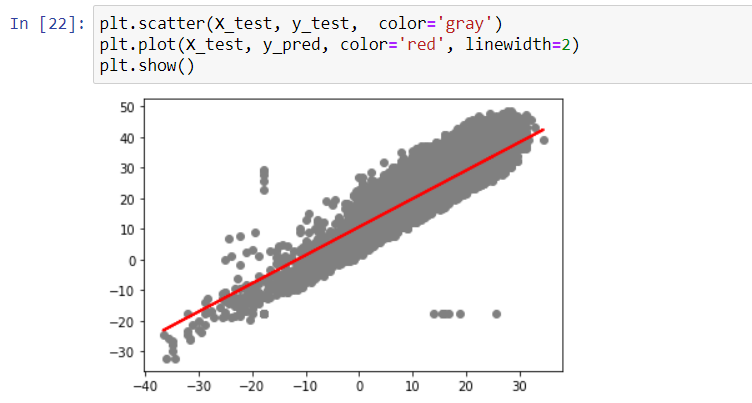 In [22]: plt.scatter(X_test, y_test,  color='gray')
plt.plot(X_test, y_pred, color='red', linewidth=2)
plt.show()
50
40
30
20
10
0
−10
−20
−30
−40 −30 −20 −10 0 10 20 30